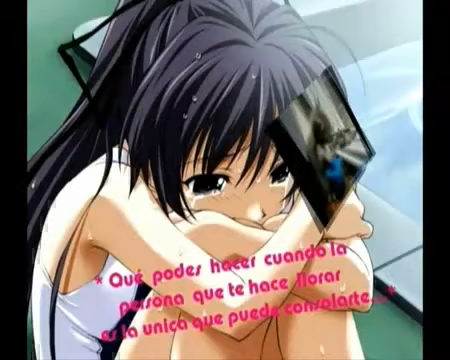 * Qué podes hacer cuando la
persona que te hace llorar
es la unica que puede consolarte...*